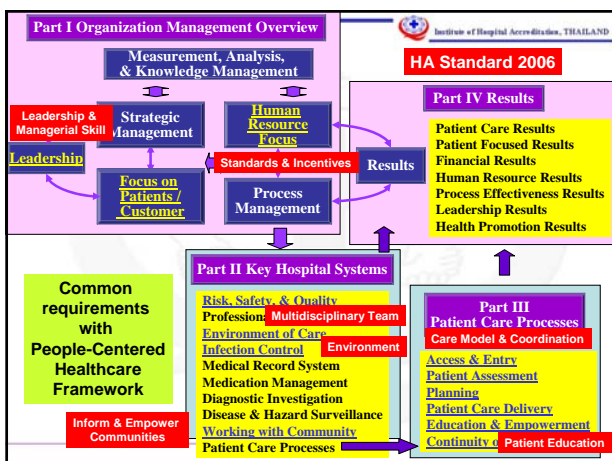 Part I Organization Management Overview
Institute of Hospital Accreditation, THAILAND
Measurement, Analysis,
& Knowledge Management
HA Standard 2006
Leadership &
Managerial Skill
Strategic
Management
Human
Resource
Focus
Leadership
Standards & Incentives
Results
Focus on
Patients /
Customer
Process
Management
Part IV Results
Patient Care Results
Patient Focused Results
Financial Results
Human Resource Results
Process Effectiveness Results
Leadership Results
Health Promotion Results
Common
requirements
with
People-Centered
Healthcare
Framework
Part II Key Hospital Systems
Risk, Safety, & Quality
Professiona
Multidisciplinary Team
Environment of Care
Infection Control
Environment
Medical Record System
Medication Management
Diagnostic Investigation
Disease & Hazard Surveillance
Working with Community
Patient Care Processes
Inform & Empower
Communities
Part III
Patient Care Processes
Care Model & Coordination
Access & Entry
Patient Assessment
Planning
Patient Care Delivery
Education & Empowerment
Continuity o
Patient Education